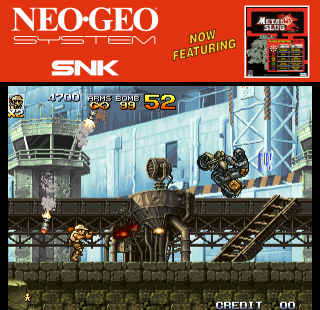 NEO·GEO
SYSTEM
SNK
NOW
FEATURING
METAL
SLUG
4700 ARMS BOMB 52
X2 ∞ 99
CREDIT 00